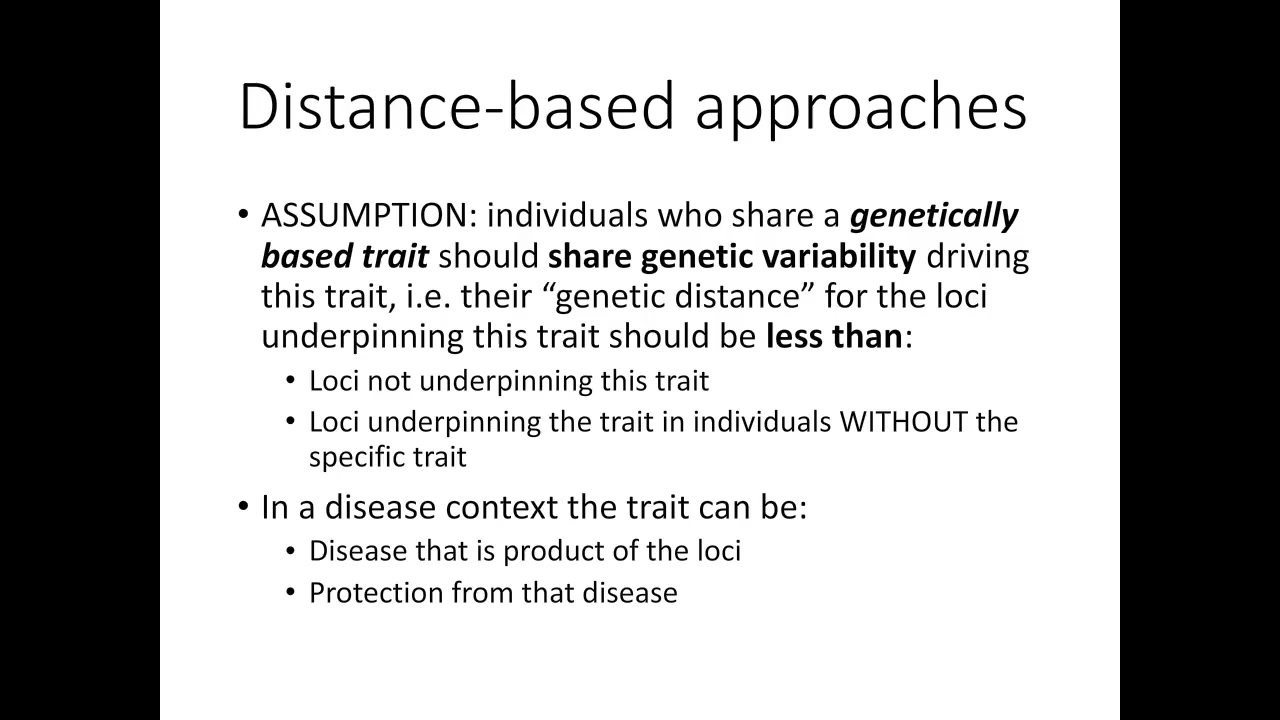 Distance-based approaches
• ASSUMPTION: individuals who share a genetically
based trait should share genetic variability driving
this trait, i.e. their “genetic distance” for the loci
underpinning this trait should be less than:
• Loci not underpinning this trait
• Loci underpinning the trait in individuals WITHOUT the
specific trait
• In a disease context the trait can be:
• Disease that is product of the loci
• Protection from that disease